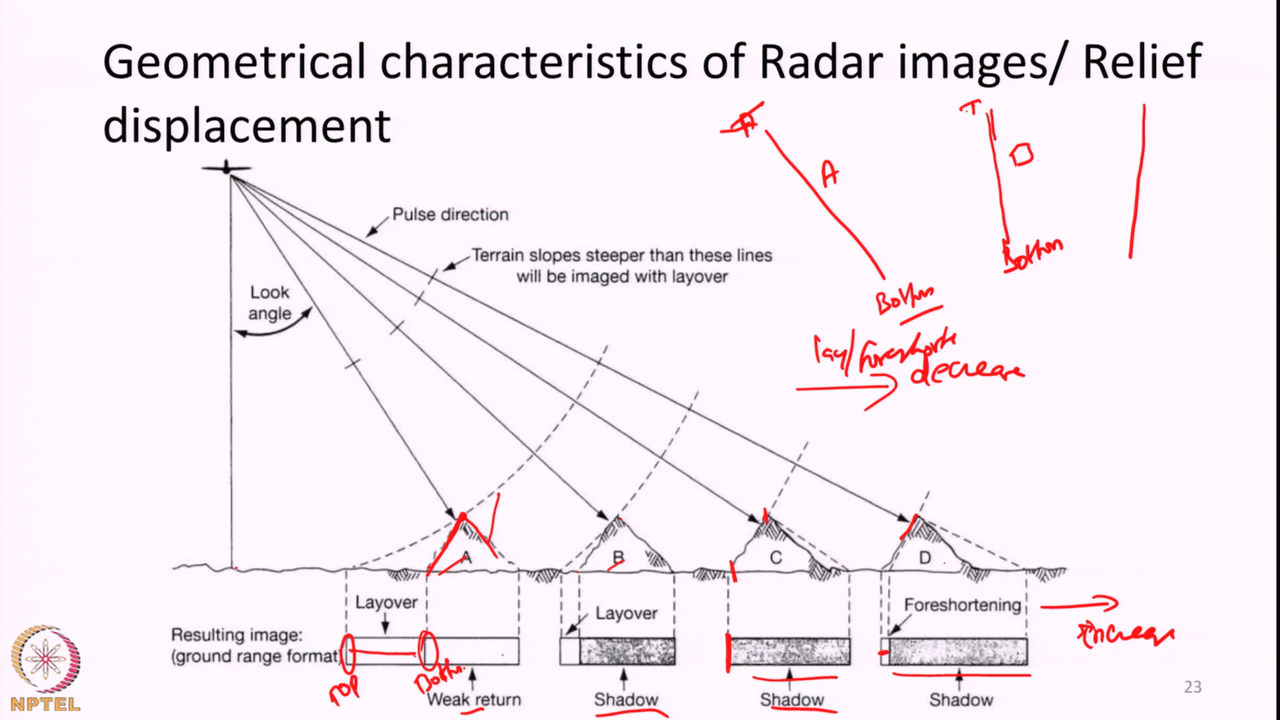 Geometrical characteristics of Radar images/ Relief
displacement
A
T
D
Bottom
Bottom
Pulse direction
Terrain slopes steeper than these lines
will be imaged with layover
Look
angle
lay/foreshorte
decrease
A
B
C
D
Layover
Layover
Foreshortening
Resulting image:
(ground range format)
increase
TOP
Bottom
Weak return
Shadow
Shadow
Shadow
NPTEL
23